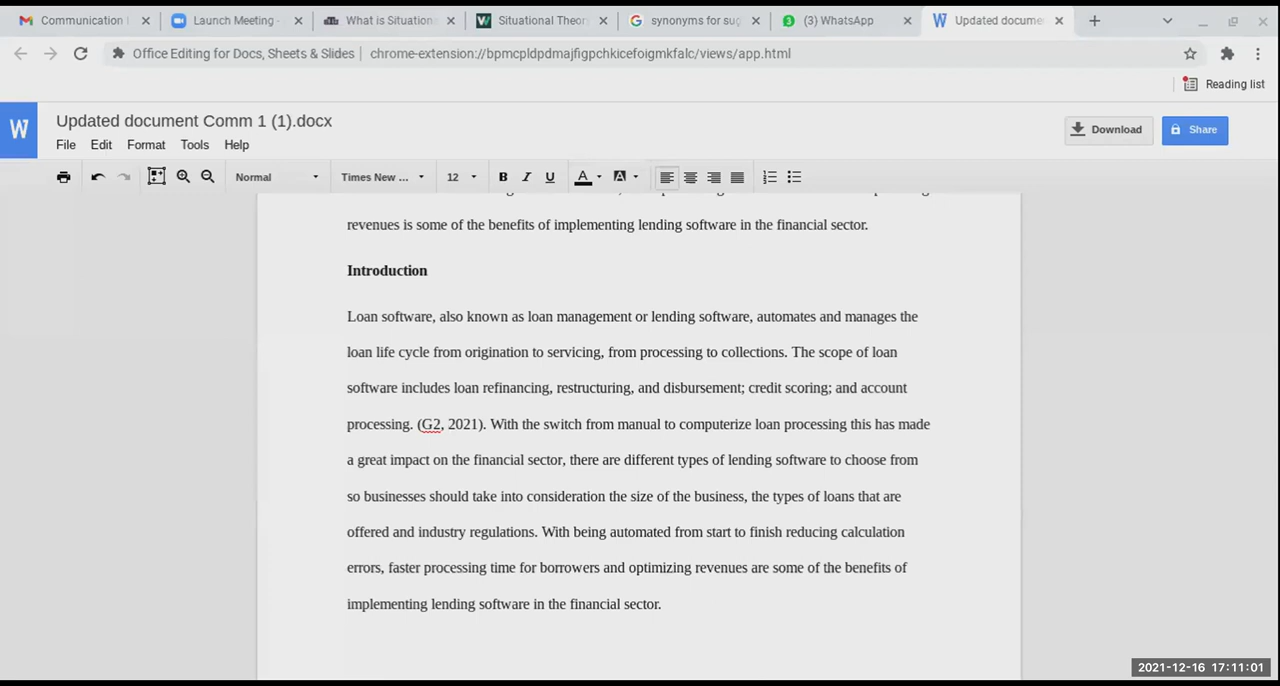 Communication
Launch Meeting -
What is Situation
Situational Theor
synonyms for sug
(3) WhatsApp
Updated docume
Office Editing for Docs, Sheets & Slides | chrome-extension://bpmcpldpdmajfigpchkicefoigmkfalc/views/app.html
Reading list
W
Updated document Comm 1 (1).docx
File Edit Format Tools Help
Download
Share
Normal Times New ... 12 B I U A A
revenues is some of the benefits of implementing lending software in the financial sector.
Introduction
Loan software, also known as loan management or lending software, automates and manages the
loan life cycle from origination to servicing, from processing to collections. The scope of loan
software includes loan refinancing, restructuring, and disbursement; credit scoring; and account
processing. (G2, 2021). With the switch from manual to computerize loan processing this has made
a great impact on the financial sector, there are different types of lending software to choose from
so businesses should take into consideration the size of the business, the types of loans that are
offered and industry regulations. With being automated from start to finish reducing calculation
errors, faster processing time for borrowers and optimizing revenues are some of the benefits of
implementing lending software in the financial sector.
2021-12-16 17:11:01